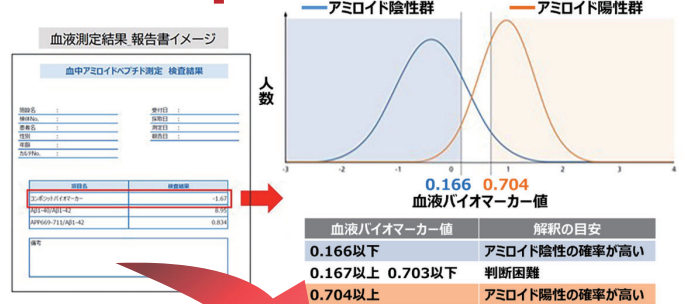 血液測定結果 報告書イメージ
血中アミロイドペプチド測定 検査結果
施設名 :
検体No. :
患者名 :
性別 :
年齢 :
カルテNo. :
受付日 :
採取日 :
測定日 :
報告日 :
項目名 検査結果
コンポジットバイオマーカー -1.67
Aβ1-40/Aβ1-42 8.95
APP669-711/Aβ1-42 0.834
備考
アミロイド陰性群 アミロイド陽性群
人数
-3 -2 -1 0 1 2 3 4
0.166 0.704
血液バイオマーカー値
血液バイオマーカー値 解釈の目安
0.166以下 アミロイド陰性の確率が高い
0.167以上 0.703以下 判断困難
0.704以上 アミロイド陽性の確率が高い